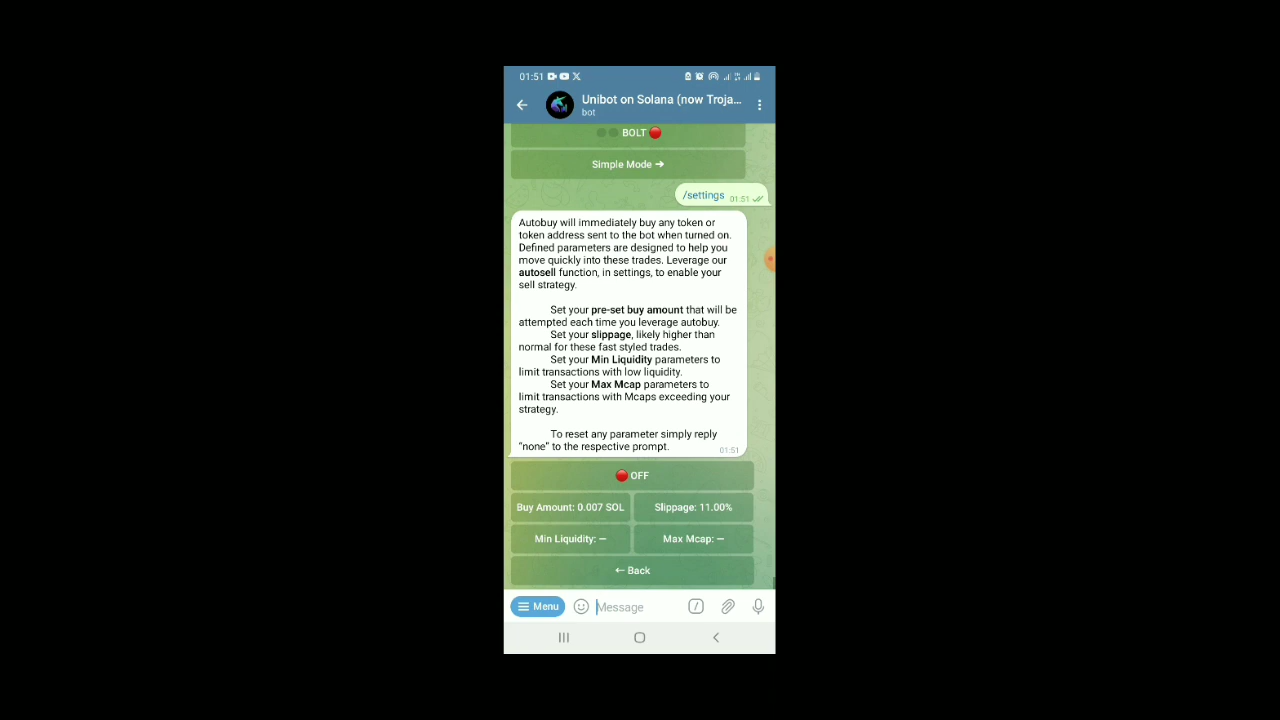 01:51
Unibot on Solana (now Troja...
bot
BOLT
Simple Mode →
/settings
01:51
Autobuy will immediately buy any token or
token address sent to the bot when turned on.
Defined parameters are designed to help you
move quickly into these trades. Leverage our
autosell function, in settings, to enable your
sell strategy.
Set your pre-set buy amount that will be
attempted each time you leverage autobuy.
Set your slippage, likely higher than
normal for these fast styled trades.
Set your Min Liquidity parameters to
limit transactions with low liquidity.
Set your Max Mcap parameters to
limit transactions with Mcaps exceeding your
strategy.
To reset any parameter simply reply
“none” to the respective prompt.
01:51
OFF
Buy Amount: 0.007 SOL
Slippage: 11.00%
Min Liquidity: —
Max Mcap: —
← Back
Menu
Message